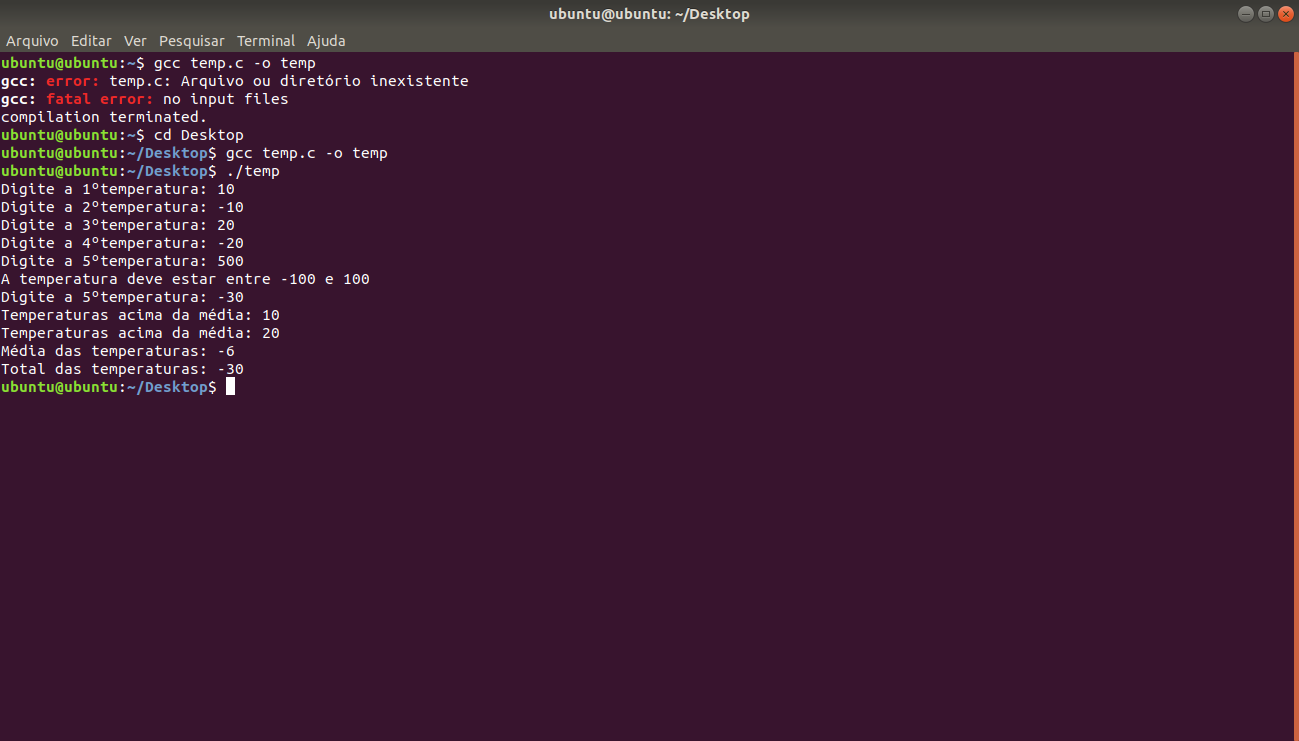 ubuntu@ubuntu: ~/Desktop
Arquivo Editar Ver Pesquisar Terminal Ajuda
ubuntu@ubuntu:~$ gcc temp.c -o temp
gcc: error: temp.c: Arquivo ou diretório inexistente
gcc: fatal error: no input files
compilation terminated.
ubuntu@ubuntu:~$ cd Desktop
ubuntu@ubuntu:~/Desktop$ gcc temp.c -o temp
ubuntu@ubuntu:~/Desktop$ ./temp
Digite a 1ºtemperatura: 10
Digite a 2ºtemperatura: -10
Digite a 3ºtemperatura: 20
Digite a 4ºtemperatura: -20
Digite a 5ºtemperatura: 500
A temperatura deve estar entre -100 e 100
Digite a 5ºtemperatura: -30
Temperaturas acima da média: 10
Temperaturas acima da média: 20
Média das temperaturas: -6
Total das temperaturas: -30
ubuntu@ubuntu:~/Desktop$